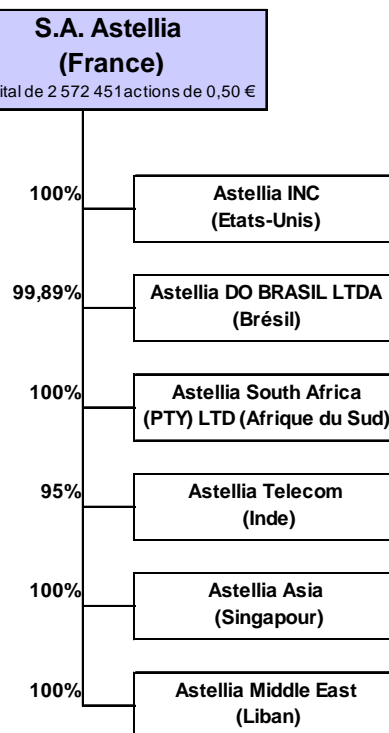 S.A. Astellia
(France)
ital de 2 572 451 actions de 0,50 €
100%
Astellia INC
(Etats-Unis)
99,89%
Astellia DO BRASIL LTDA
(Brésil)
100%
Astellia South Africa
(PTY) LTD (Afrique du Sud)
95%
Astellia Telecom
(Inde)
100%
Astellia Asia
(Singapour)
100%
Astellia Middle East
(Liban)